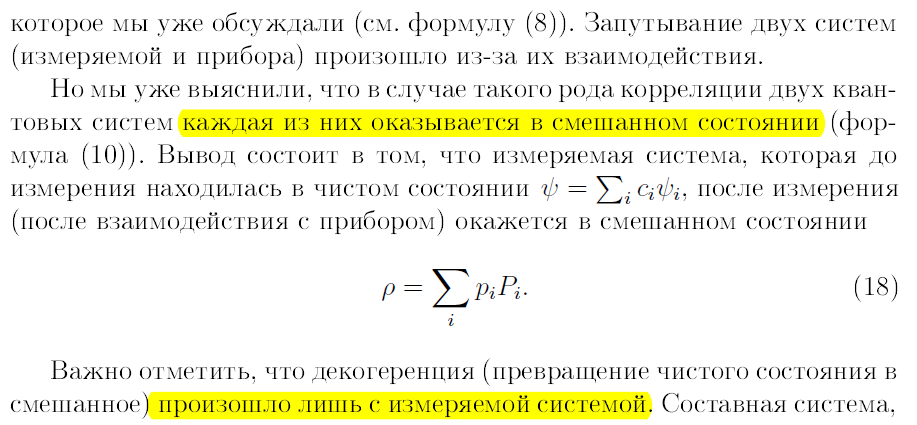 которое мы уже обсуждали (см. формулу (8)). Запутывание двух систем
(измеряемой и прибора) произошло из-за их взаимодействия.
Но мы уже выяснили, что в случае такого рода корреляции двух кван-
товых систем каждая из них оказывается в смешанном состоянии (фор-
мула (10)). Вывод состоит в том, что измеряемая система, которая до
измерения находилась в чистом состоянии ψ = ∑ᵢ cᵢψᵢ, после измерения
(после взаимодействия с прибором) окажется в смешанном состоянии
ρ = ∑ᵢ pᵢPᵢ. (18)
Важно отметить, что декогеренция (превращение чистого состояния в
смешанное) произошло лишь с измеряемой системой. Составная система,